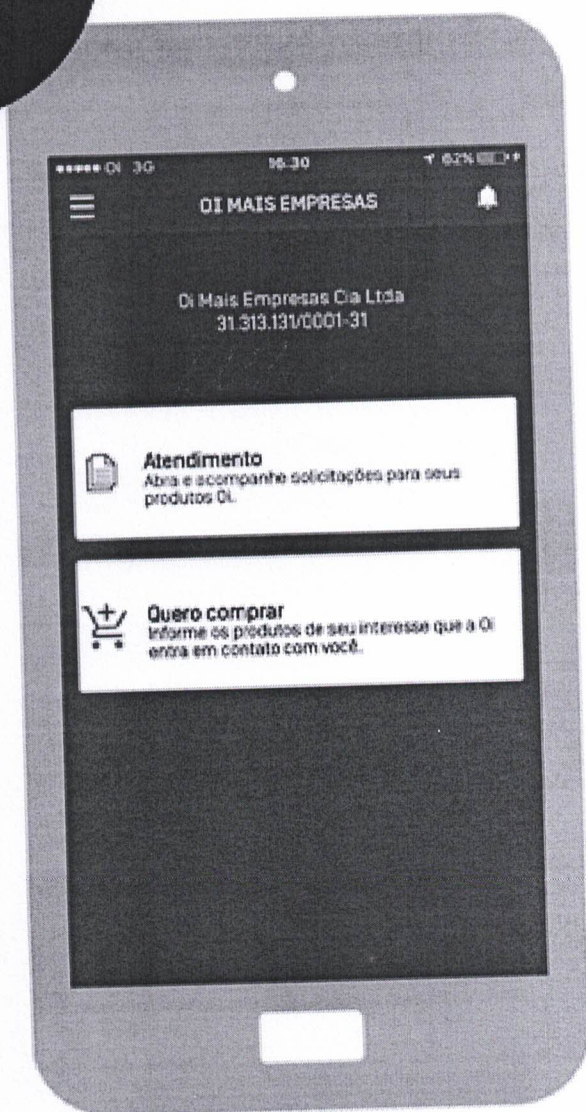 OI 3G 16:30 62%
OI MAIS EMPRESAS
Oi Mais Empresas Cia Ltda
31.313.131/0001-31
Atendimento
Abra e acompanhe solicitações para seus
produtos Oi.
Quero comprar
Informe os produtos de seu interesse que a Oi
entra em contato com você.